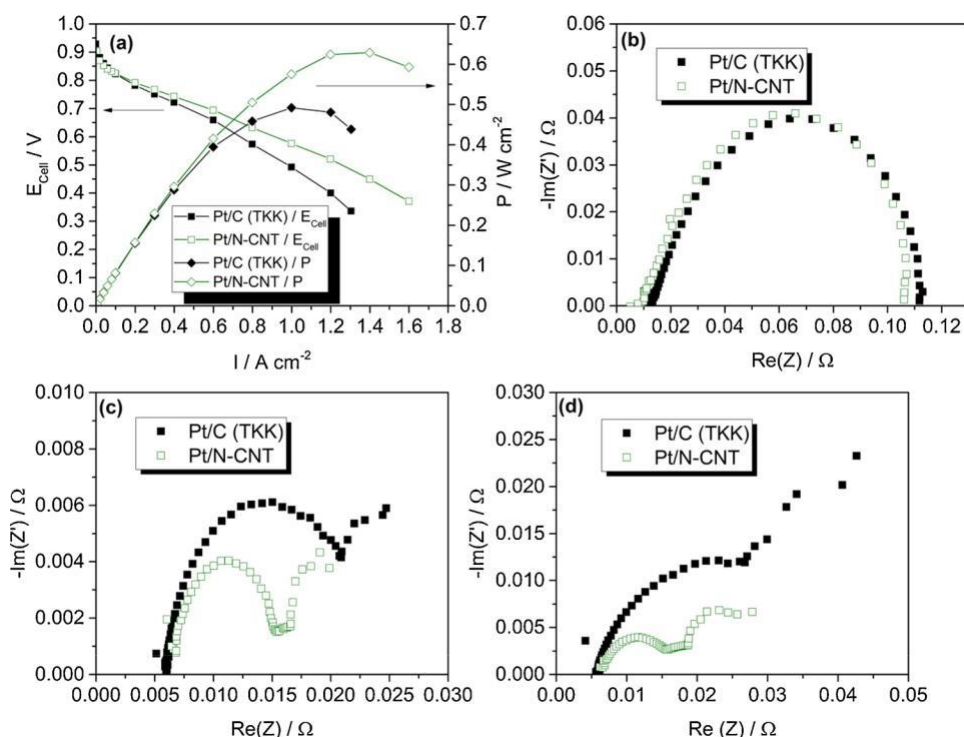 (a)
1.0
0.9
0.8
0.7
0.6
0.5
0.4
0.3
0.2
0.1
0.0
E_Cell / V
0.7
0.6
0.5
0.4
0.3
0.2
0.1
0.0
P / W cm⁻²
Pt/C (TKK) / E_Cell
Pt/N-CNT / E_Cell
Pt/C (TKK) / P
Pt/N-CNT / P
0.0 0.2 0.4 0.6 0.8 1.0 1.2 1.4 1.6 1.8
I / A cm⁻²
(b)
0.06
0.05
0.04
0.03
0.02
0.01
0.00
-Im(Z') / Ω
Pt/C (TKK)
Pt/N-CNT
0.00 0.02 0.04 0.06 0.08 0.10 0.12
Re(Z) / Ω
(c)
0.010
0.008
0.006
0.004
0.002
0.000
-Im(Z') / Ω
Pt/C (TKK)
Pt/N-CNT
0.000 0.005 0.010 0.015 0.020 0.025 0.030
Re(Z) / Ω
(d)
0.030
0.025
0.020
0.015
0.010
0.005
0.000
-Im(Z') / Ω
Pt/C (TKK)
Pt/N-CNT
0.00 0.01 0.02 0.03 0.04 0.05
Re (Z) / Ω